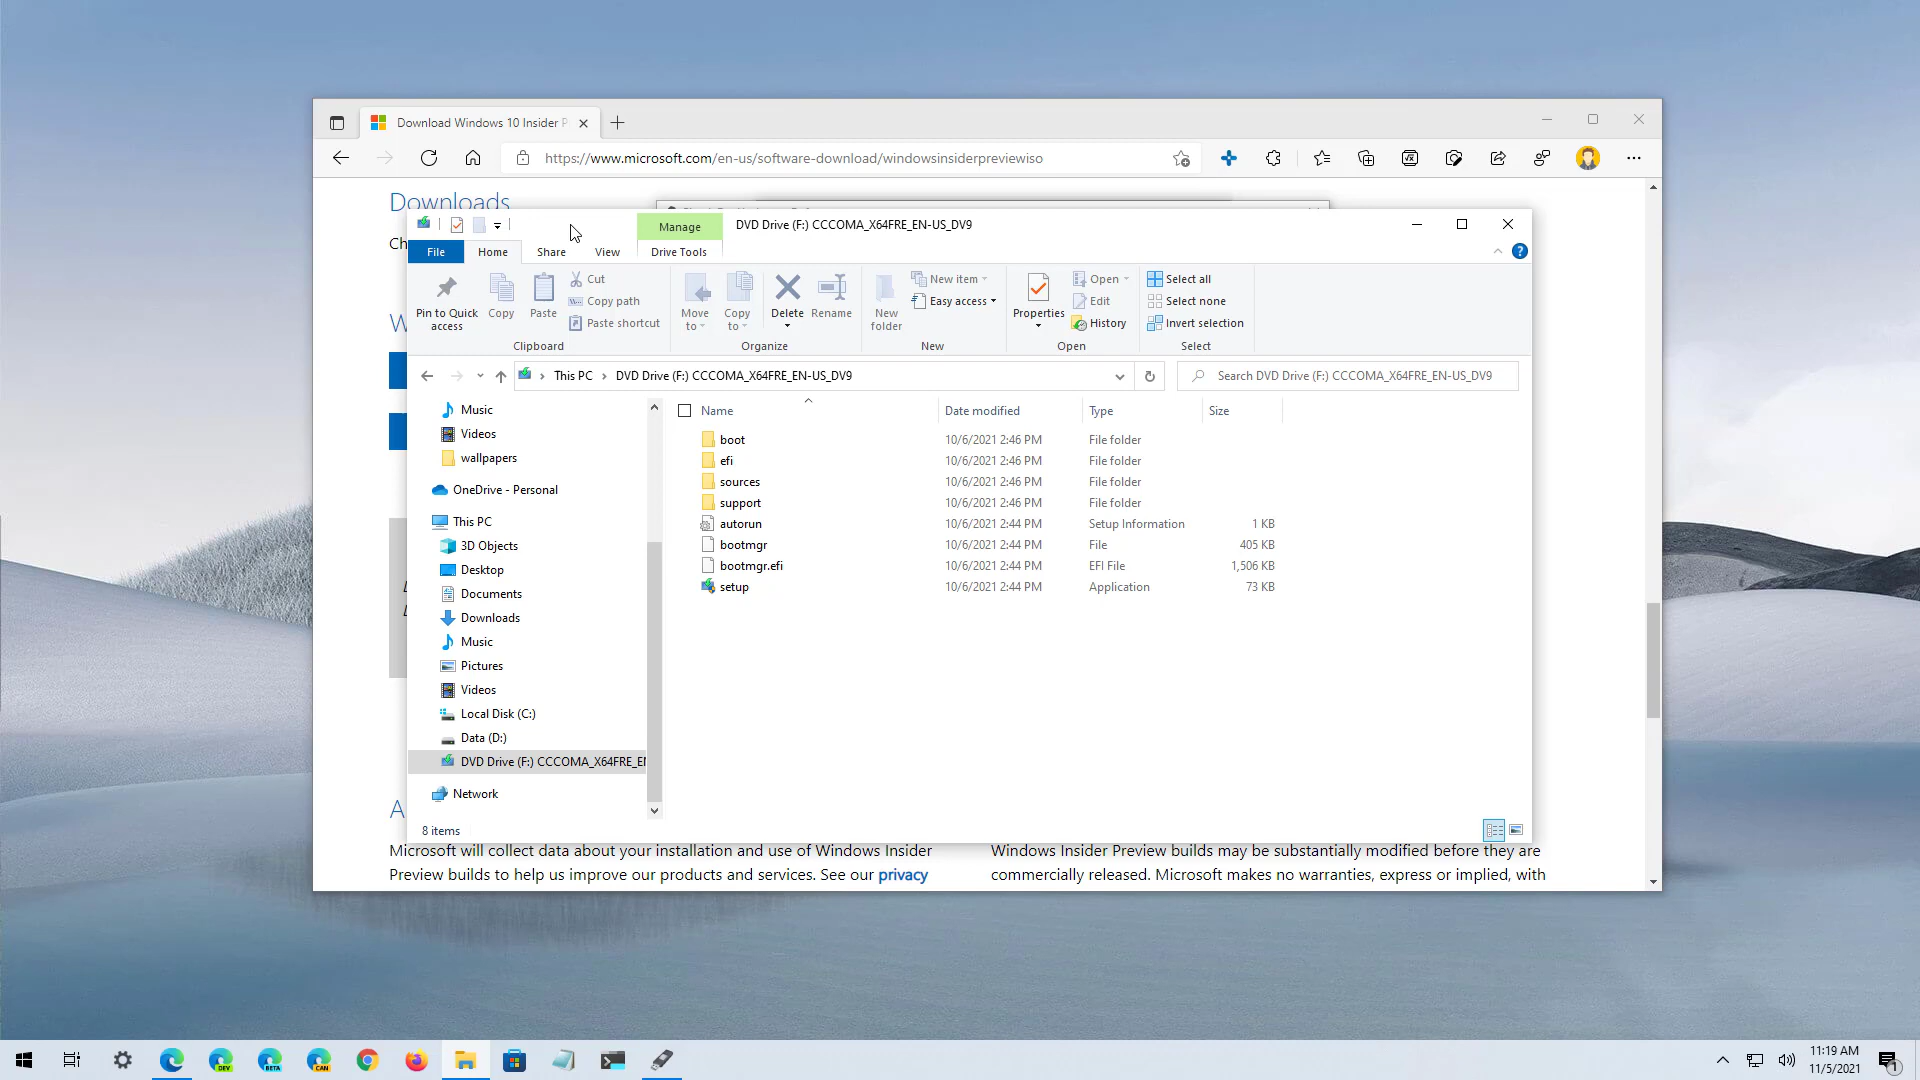 Download Windows 10 Insider P
https://www.microsoft.com/en-us/software-download/windowsinsiderpreviewiso
Downloads
Ch
Manage
DVD Drive (F:) CCCOMA_X64FRE_EN-US_DV9
File
Home
Share
View
Drive Tools
Pin to Quick access
Copy
Paste
Cut
Copy path
Paste shortcut
Clipboard
Move to
Copy to
Delete
Rename
Organize
New folder
New item
Easy access
New
Properties
Open
Edit
History
Open
Select all
Select none
Invert selection
Select
This PC
DVD Drive (F:) CCCOMA_X64FRE_EN-US_DV9
Search DVD Drive (F:) CCCOMA_X64FRE_EN-US_DV9
Music
Videos
wallpapers
OneDrive - Personal
This PC
3D Objects
Desktop
Documents
Downloads
Music
Pictures
Videos
Local Disk (C:)
Data (D:)
DVD Drive (F:) CCCOMA_X64FRE_EN
Network
Name Date modified Type Size
boot 10/6/2021 2:46 PM File folder
efi 10/6/2021 2:46 PM File folder
sources 10/6/2021 2:46 PM File folder
support 10/6/2021 2:46 PM File folder
autorun 10/6/2021 2:44 PM Setup Information 1 KB
bootmgr 10/6/2021 2:44 PM File 405 KB
bootmgr.efi 10/6/2021 2:44 PM EFI File 1,506 KB
setup 10/6/2021 2:44 PM Application 73 KB
8 items
W
A
Microsoft will collect data about your installation and use of Windows Insider
Preview builds to help us improve our products and services. See our privacy
Windows Insider Preview builds may be substantially modified before they are
commercially released. Microsoft makes no warranties, express or implied, with
DEV
BETA
CAN
11:19 AM
11/5/2021
1